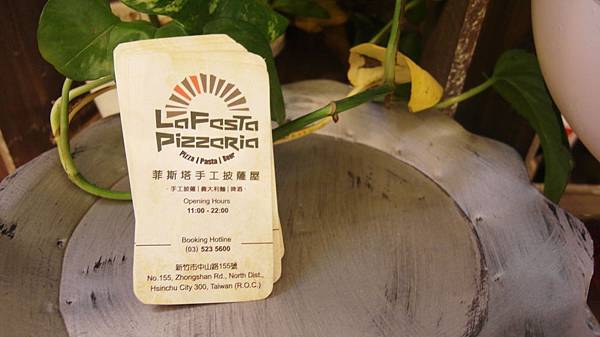 LaFesTa
Pizzeria
Pizza | Pasta | Beer
菲斯塔手工披薩屋
· 手工披薩 | 義大利麵 | 啤酒 ·
Opening Hours
11:00 - 22:00
Booking Hotline
(03) 523 5600
新竹市中山路155號
No.155, Zhongshan Rd., North Dist.,
Hsinchu City 300, Taiwan (R.O.C.)